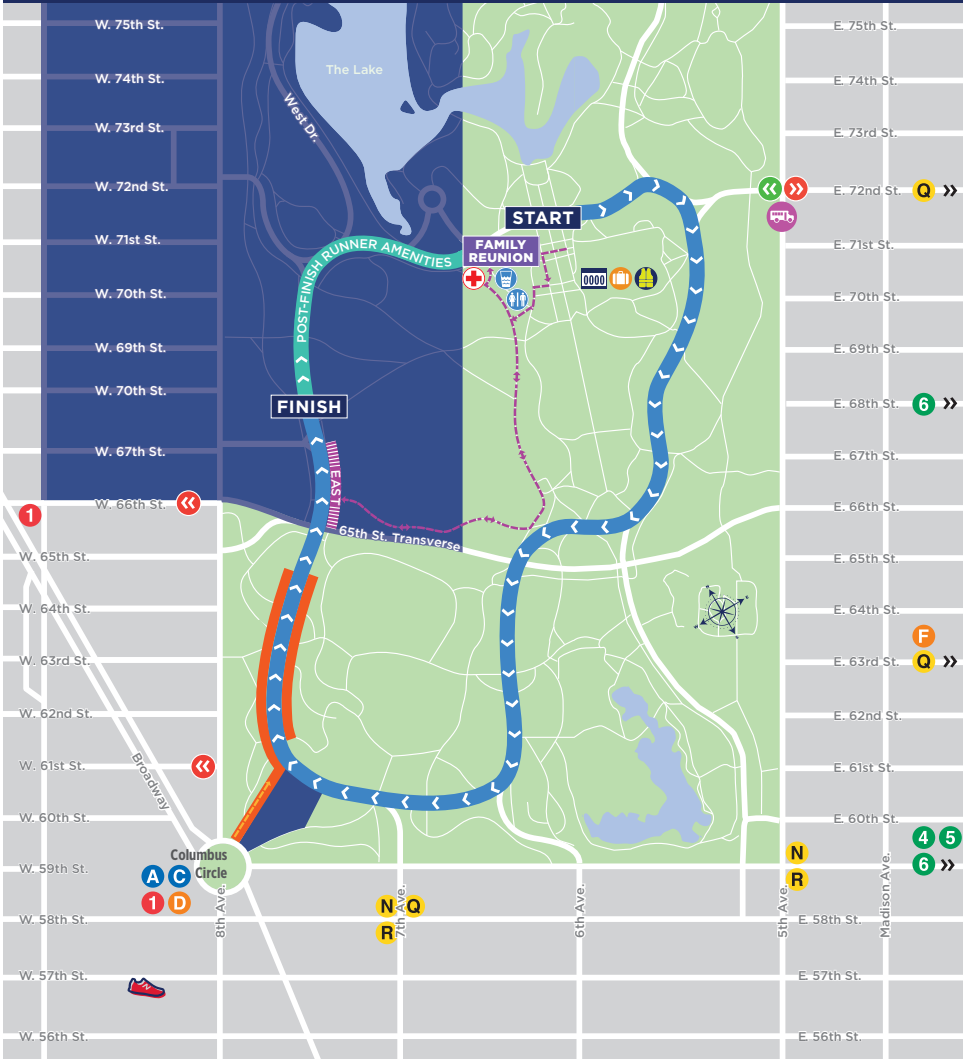 W. 75th St.
W. 74th St.
W. 73rd St.
W. 72nd St.
W. 71st St.
W. 70th St.
W. 69th St.
W. 70th St.
W. 67th St.
W. 66th St.
1
W. 65th St.
W. 64th St.
W. 63rd St.
W. 62nd St.
W. 61st St.
W. 60th St.
W. 59th St.
W. 58th St.
W. 57th St.
W. 56th St.
Broadway
Columbus
Circle
A C
1 D
8th Ave.
N Q
R
7th Ave.
6th Ave.
N
R
5th Ave.
Madison Ave.
The Lake
West Dr.
START
FAMILY
REUNION
POST-FINISH RUNNER AMENITIES
0000
FINISH
EAST
65th St. Transverse
E. 75th St.
E. 74th St.
E. 73rd St.
E. 72nd St.
Q
E. 71st St.
E. 70th St.
E. 69th St.
E. 68th St.
6
E. 67th St.
E. 66th St.
E. 65th St.
E. 64th St.
F
E. 63rd St.
Q
E. 62nd St.
E. 61st St.
E. 60th St.
4 5
6
E. 58th St.
E. 57th St.
E. 56th St.